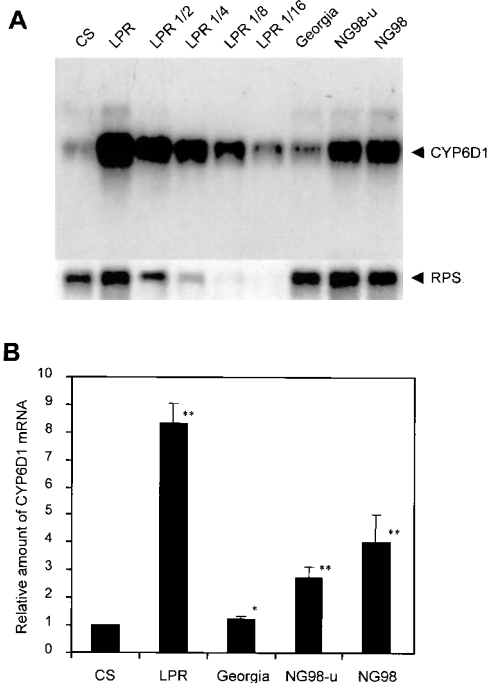 A
CS LPR LPR 1/2 LPR 1/4 LPR 1/8 LPR 1/16 Georgia NG98-u NG98
◄ CYP6D1
◄ RPS
B
Relative amount of CYP6D1 mRNA
10
9
8
7
6
5
4
3
2
1
0
**
*
**
**
CS LPR Georgia NG98-u NG98